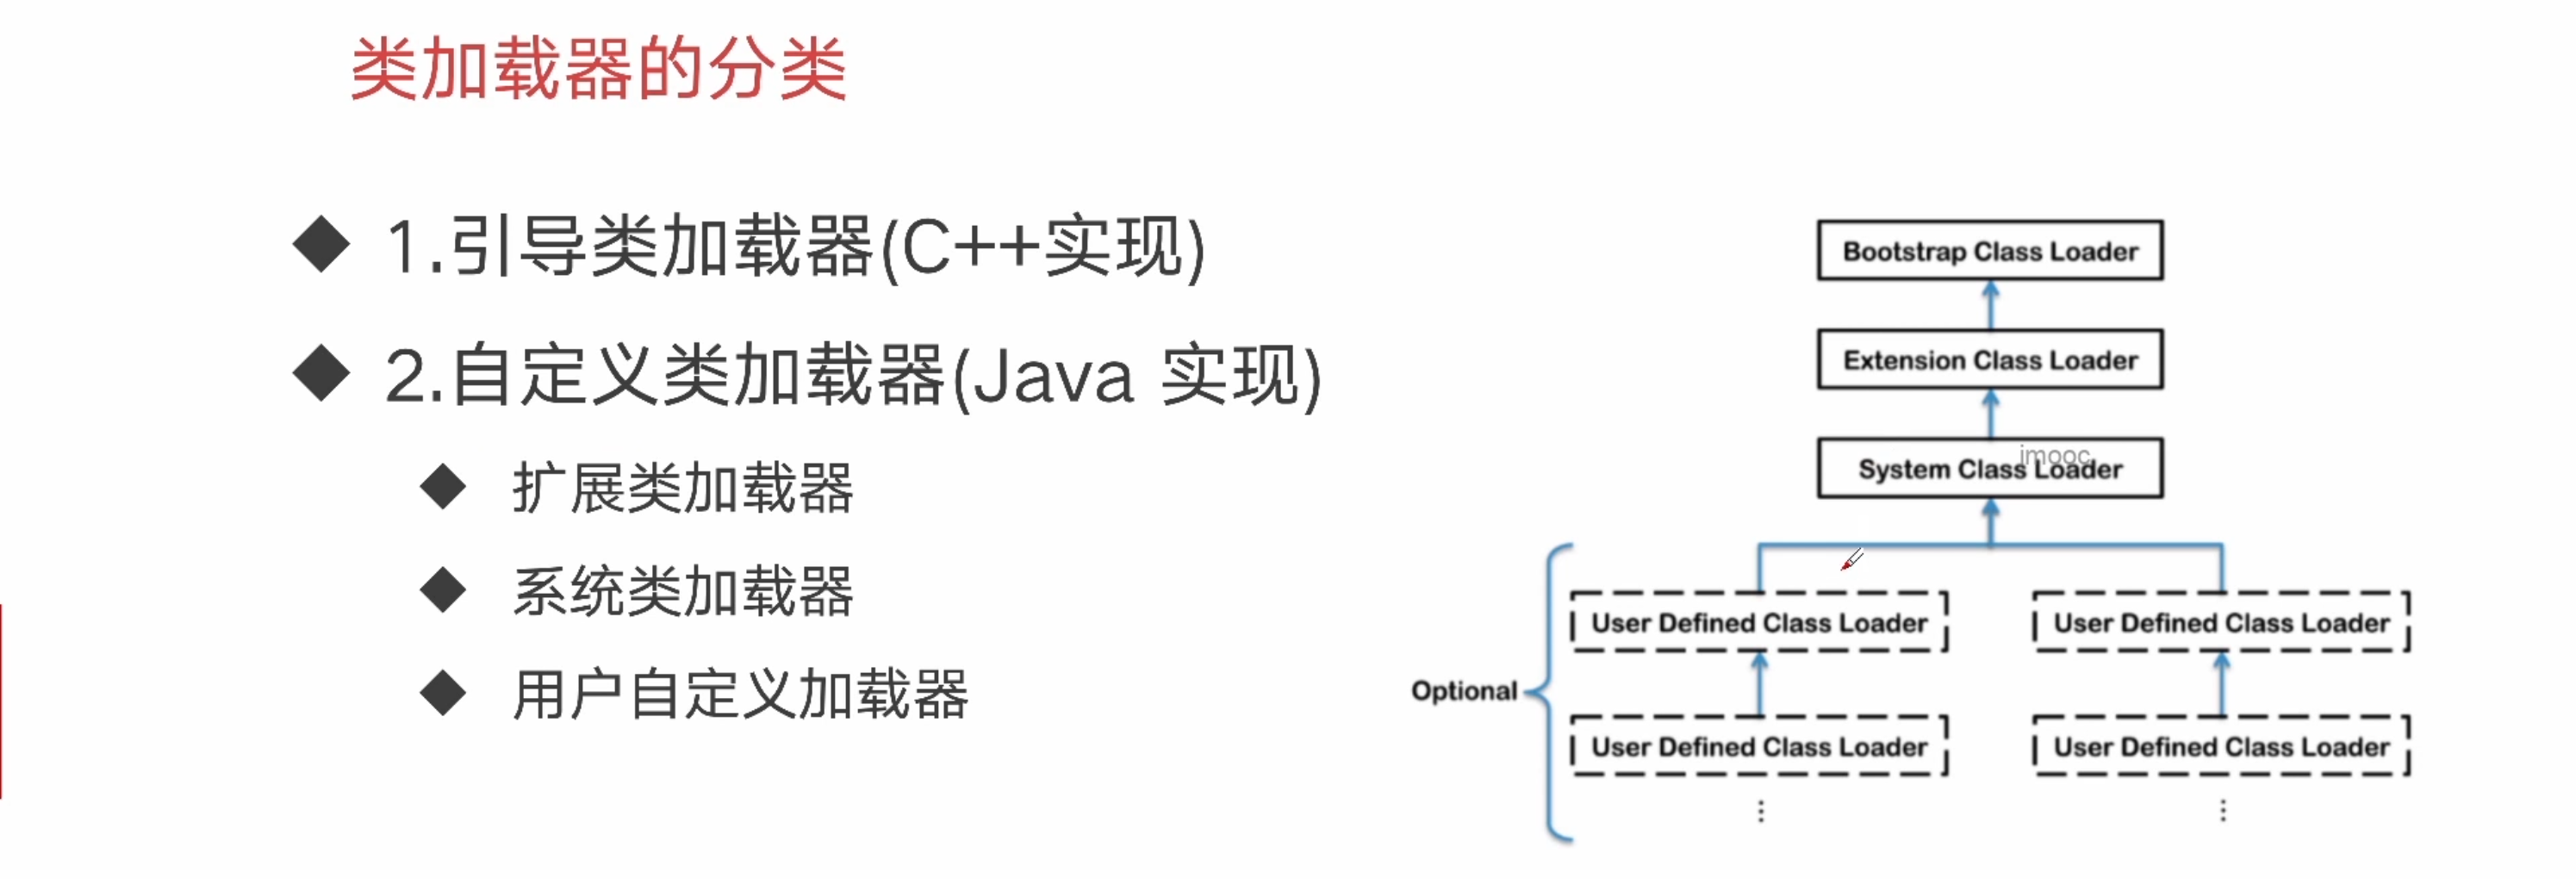 类加载器的分类
1.引导类加载器(C++实现)
2.自定义类加载器(Java 实现)
扩展类加载器
系统类加载器
用户自定义加载器
Bootstrap Class Loader
Extension Class Loader
System Class Loader
imooc
Optional
User Defined Class Loader
User Defined Class Loader
User Defined Class Loader
User Defined Class Loader